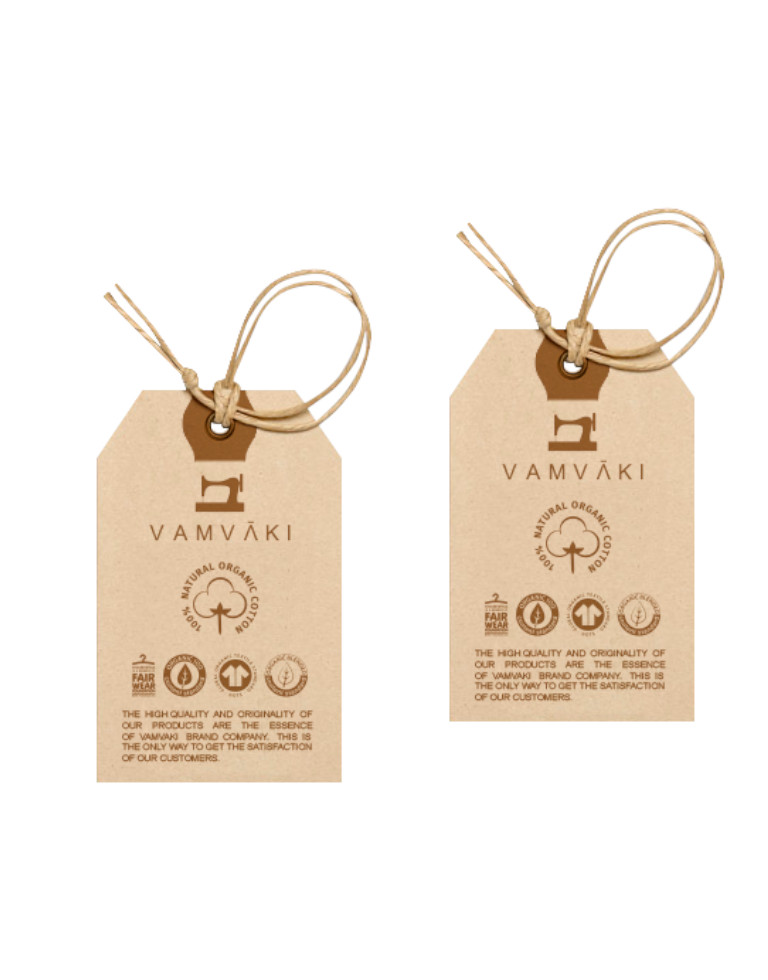 VAMVĀKI
100% NATURAL ORGANIC COTTON
FAIR
WEAR
THE HIGH QUALITY AND ORIGINALITY OF
OUR PRODUCTS ARE THE ESSENCE
OF VAMVAKI BRAND COMPANY. THIS IS
THE ONLY WAY TO GET THE SATISFACTION
OF OUR CUSTOMERS.
VAMVĀKI
100% NATURAL ORGANIC COTTON
FAIR
WEAR
ORGANIC BLENDED
THE HIGH QUALITY AND ORIGINALITY OF
OUR PRODUCTS ARE THE ESSENCE
OF VAMVAKI BRAND COMPANY. THIS IS
THE ONLY WAY TO GET THE SATISFACTION
OF OUR CUSTOMERS.